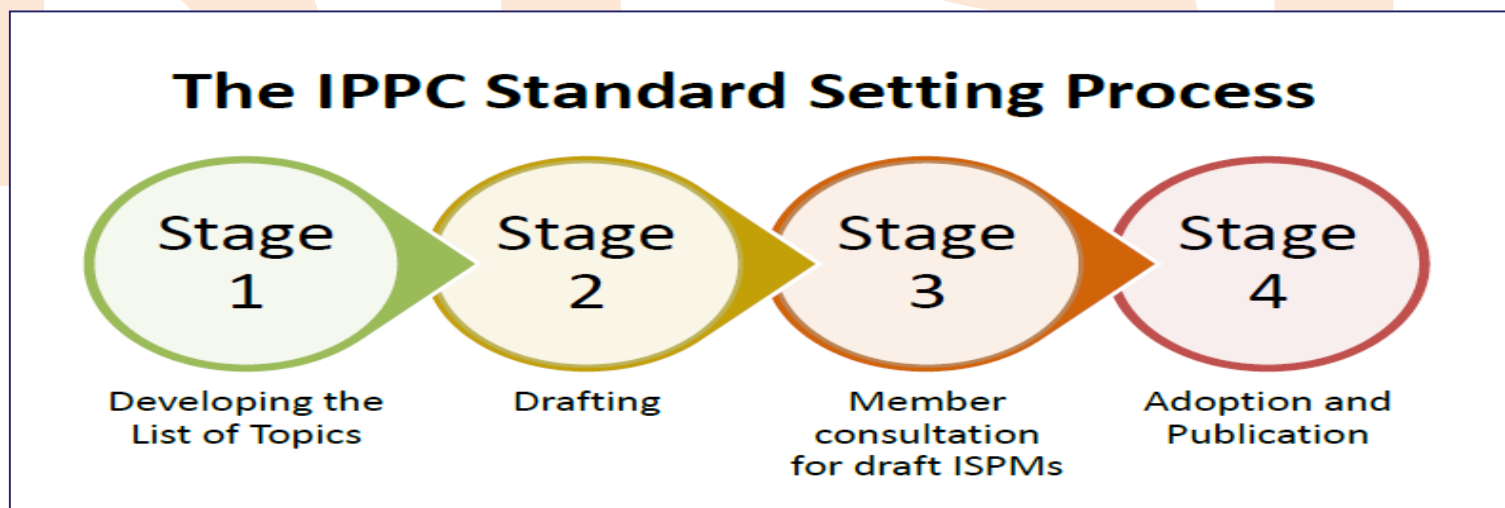 The IPPC Standard Setting Process
Stage
1
Stage
2
Stage
3
Stage
4
Developing the
List of Topics
Drafting
Member
consultation
for draft ISPMs
Adoption and
Publication